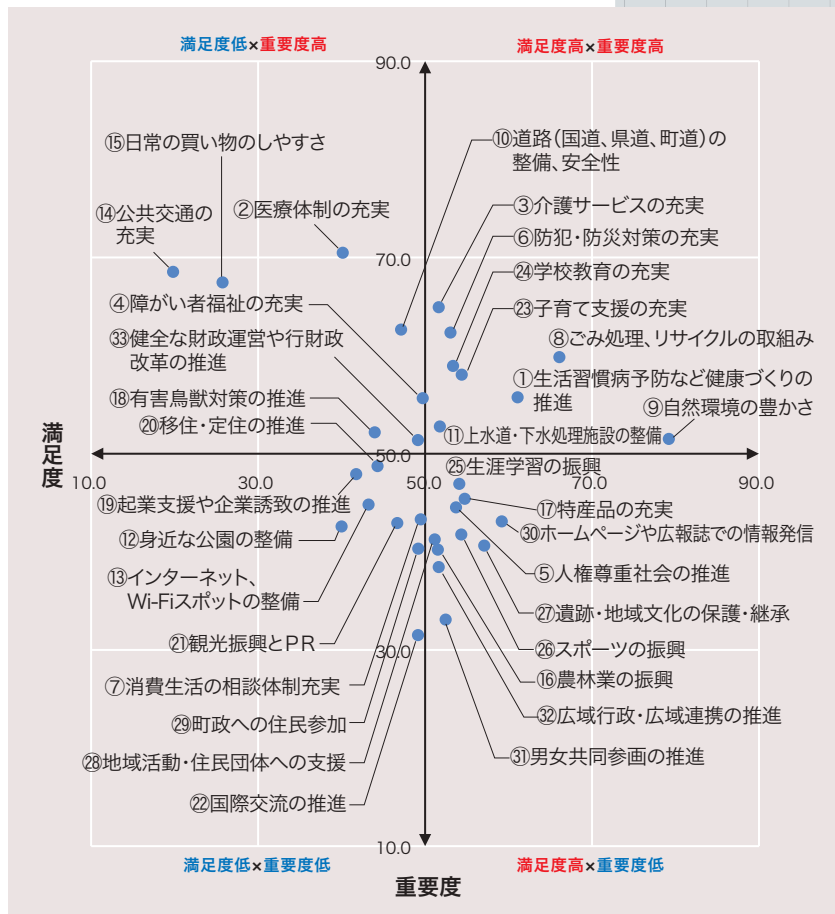 満足度低×重要度高
満足度高×重要度高
90.0
⑮日常の買い物のしやすさ
⑩道路（国道、県道、町道）の
整備、安全性
⑭公共交通の
充実
②医療体制の充実
③介護サービスの充実
⑥防犯・防災対策の充実
70.0
㉔学校教育の充実
④障がい者福祉の充実
㉓子育て支援の充実
㉝健全な財政運営や行財政
改革の推進
⑧ごみ処理、リサイクルの取組み
①生活習慣病予防など健康づくりの
推進
⑱有害鳥獣対策の推進
⑨自然環境の豊かさ
⑳移住・定住の推進
⑪上水道・下水処理施設の整備
満足度
50.0
10.0
30.0
50.0
70.0
90.0
㉕生涯学習の振興
⑲起業支援や企業誘致の推進
⑰特産品の充実
⑫身近な公園の整備
㉚ホームページや広報誌での情報発信
⑬インターネット、
Wi-Fiスポットの整備
⑤人権尊重社会の推進
㉗遺跡・地域文化の保護・継承
㉑観光振興とPR
30.0
㉖スポーツの振興
⑦消費生活の相談体制充実
⑯農林業の振興
㉙町政への住民参加
㉜広域行政・広域連携の推進
㉘地域活動・住民団体への支援
㉛男女共同参画の推進
㉒国際交流の推進
10.0
満足度低×重要度低
満足度高×重要度低
重要度